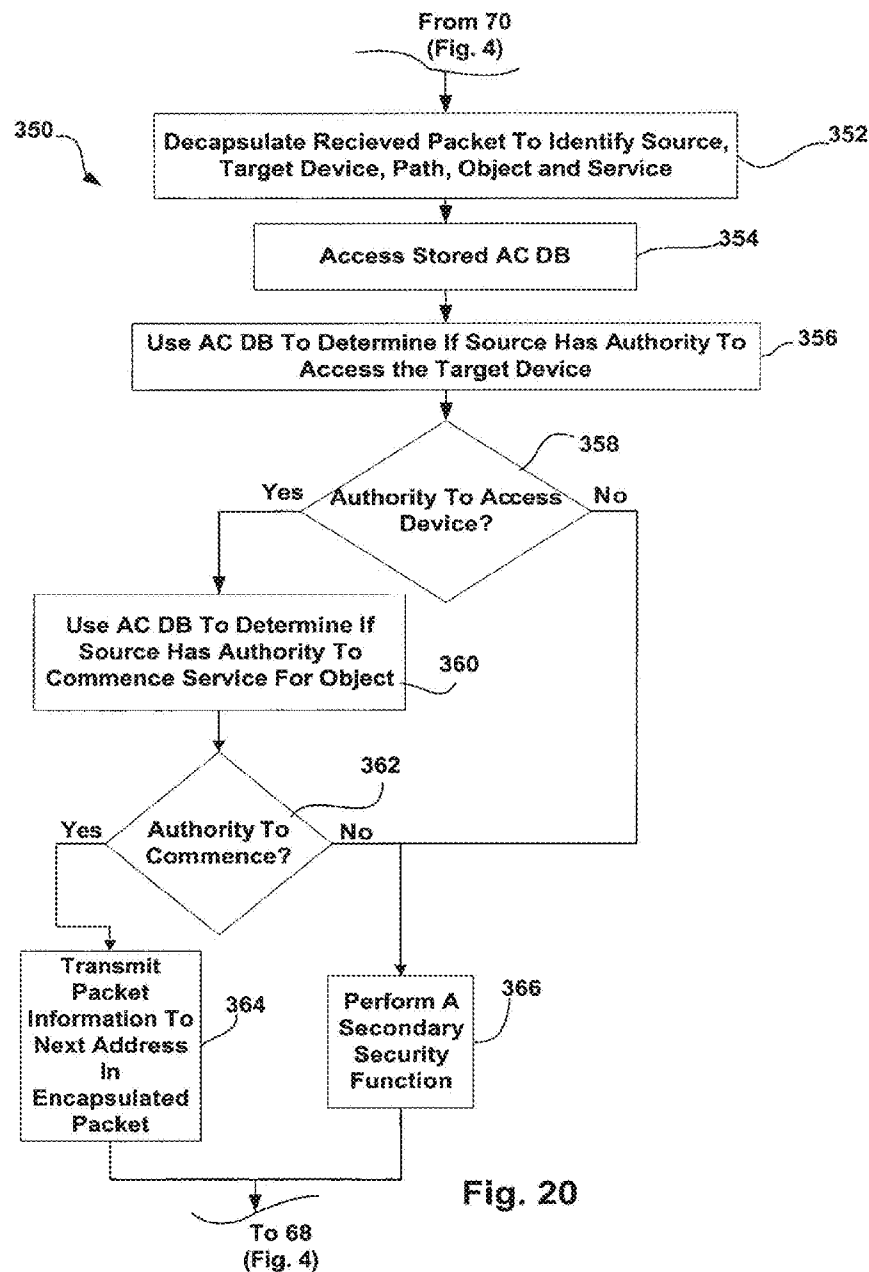 From 70
(Fig. 4)
350
Decapsulate Recieved Packet To Identify Source,
Target Device, Path, Object and Service
352
Access Stored AC DB
354
Use AC DB To Determine If Source Has Authority To
Access the Target Device
356
358
Yes
Authority To Access
Device?
No
Use AC DB To Determine If
Source Has Authority To
Commence Service For Object
360
362
Yes
Authority To
Commence?
No
Transmit
Packet
Information To
Next Address
In
Encapsulated
Packet
364
Perform A
Secondary
Security
Function
366
Fig. 20
To 68
(Fig. 4)